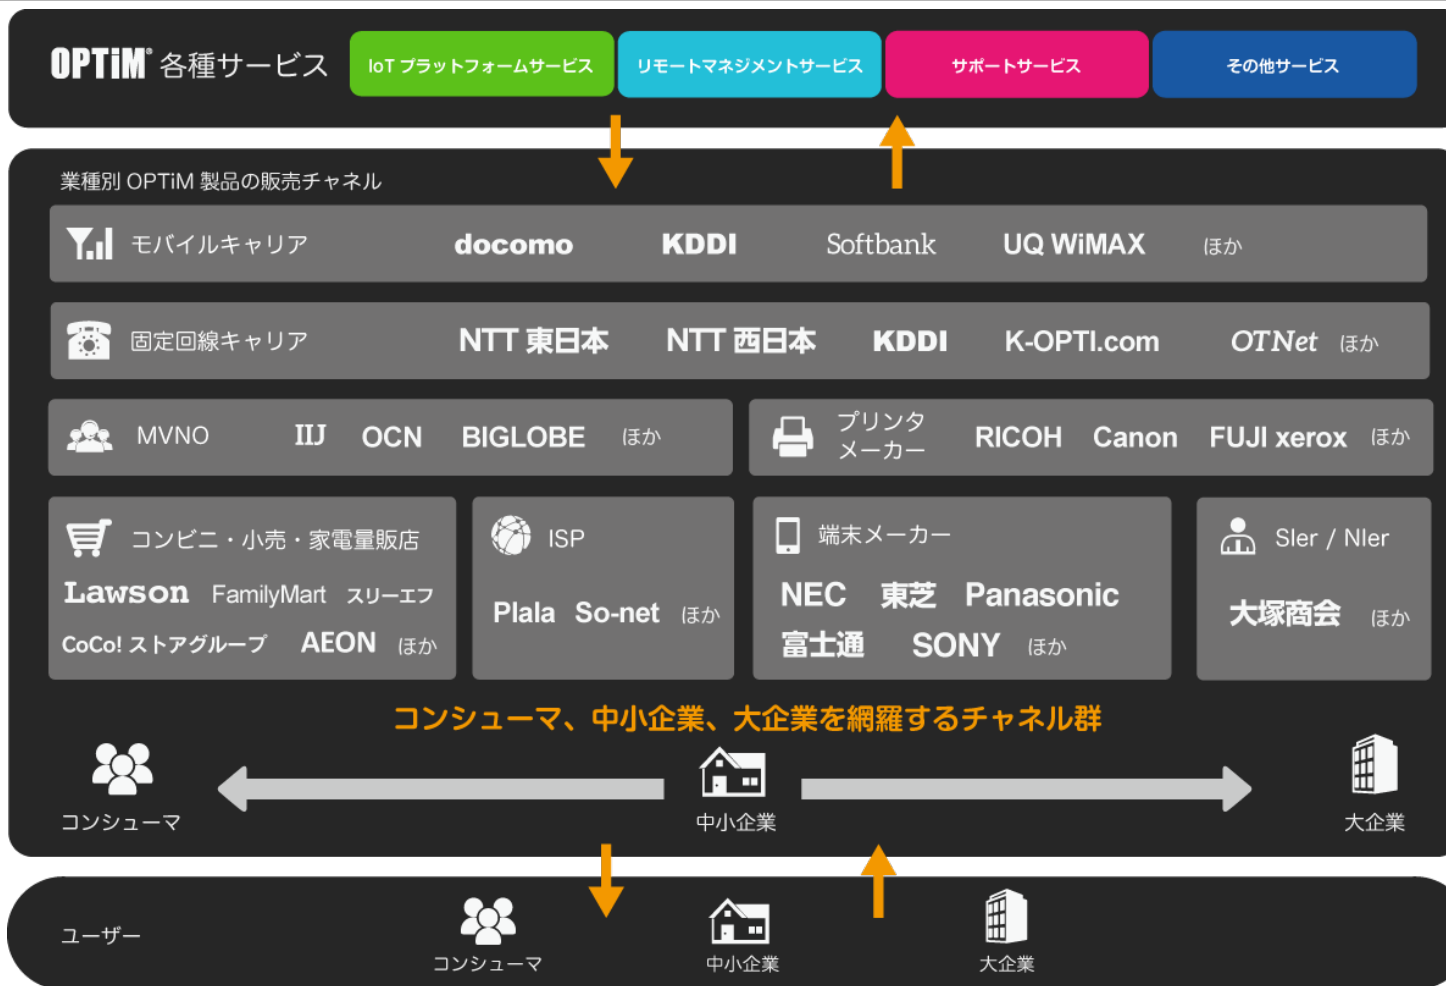 OPTiM® 各種サービス
IoT プラットフォームサービス
リモートマネジメントサービス
サポートサービス
その他サービス
業種別 OPTiM 製品の販売チャネル
モバイルキャリア docomo KDDI Softbank UQ WiMAX ほか
固定回線キャリア NTT 東日本 NTT 西日本 KDDI K-OPTI.com OTNet ほか
MVNO IIJ OCN BIGLOBE ほか
プリンタ
メーカー
RICOH Canon FUJI xerox ほか
コンビニ・小売・家電量販店
Lawson FamilyMart スリーエフ
CoCo! ストアグループ AEON ほか
ISP
Plala So-net ほか
端末メーカー
NEC 東芝 Panasonic
富士通 SONY ほか
SIer / NIer
大塚商会 ほか
コンシューマ、中小企業、大企業を網羅するチャネル群
コンシューマ 中小企業 大企業
ユーザー
コンシューマ 中小企業 大企業